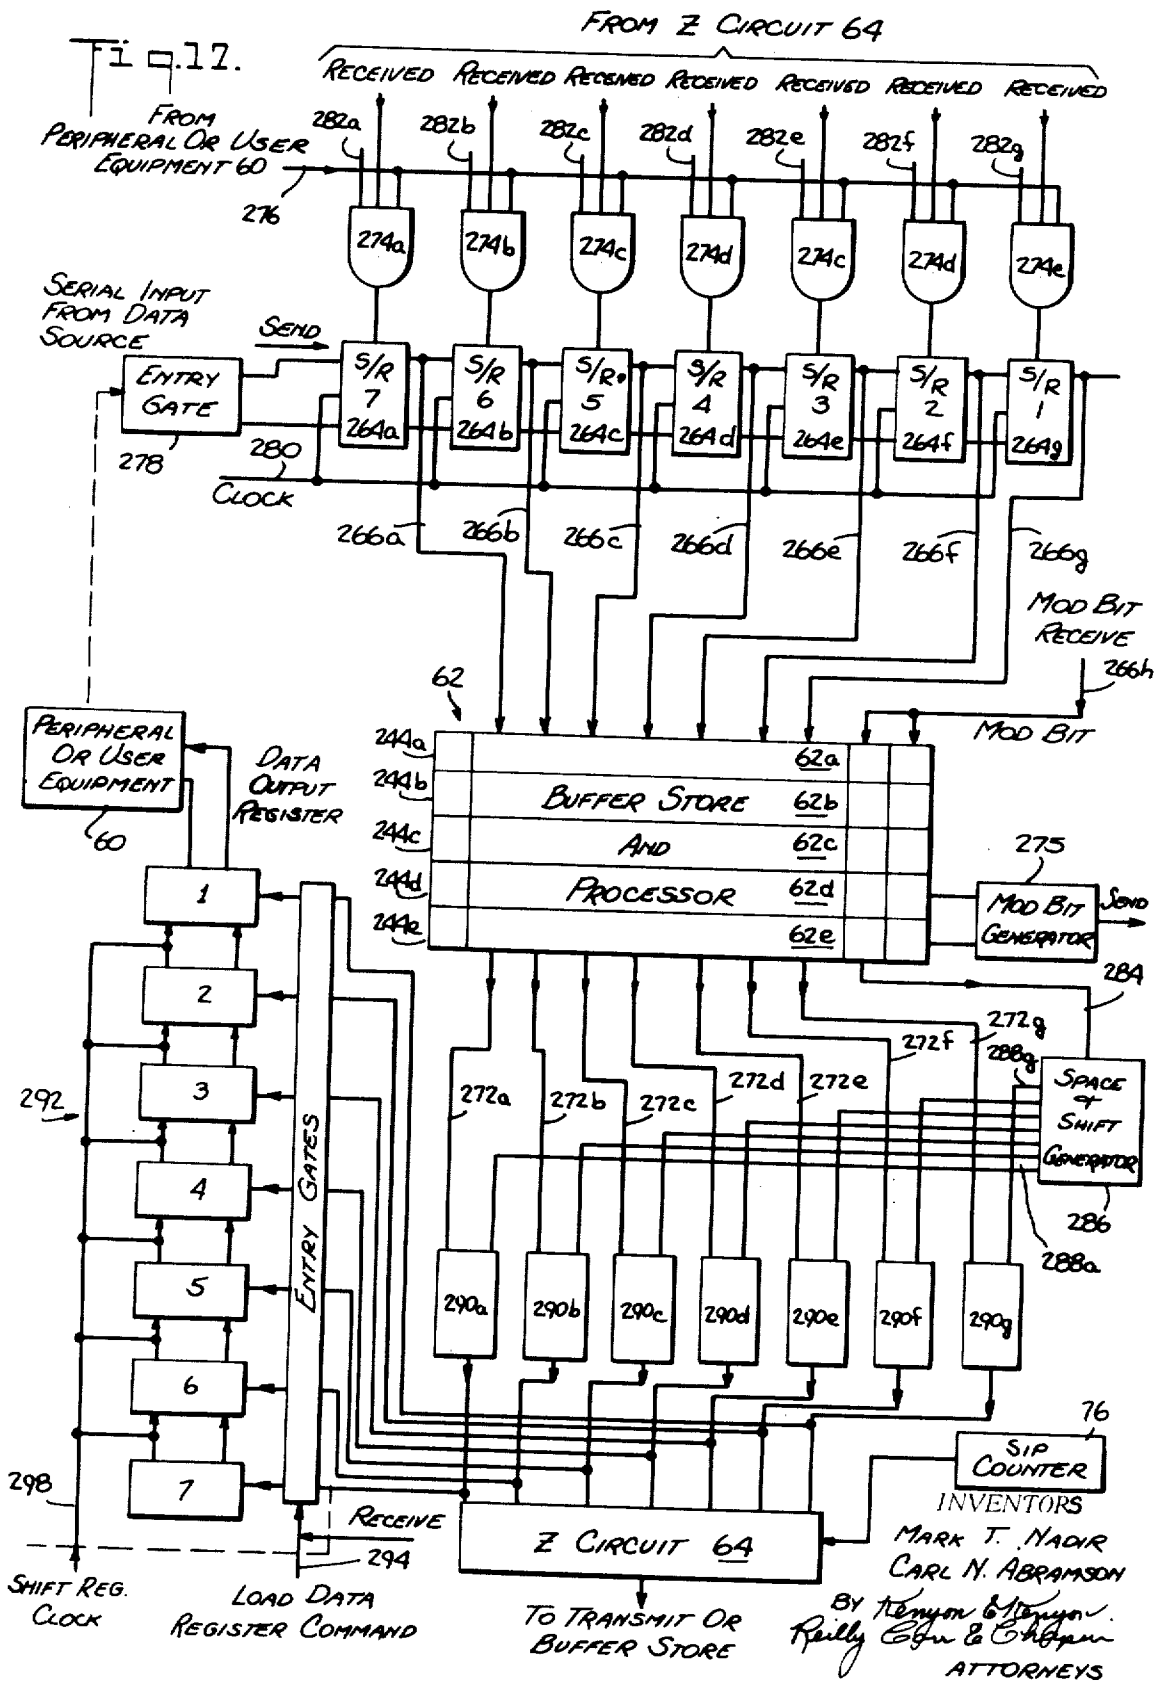 FROM Z CIRCUIT 64
Fig.17.
RECEIVED RECEIVED RECEIVED RECEIVED RECEIVED RECEIVED RECEIVED
FROM
PERIPHERAL OR USER
EQUIPMENT 60
282a 282b 282c 282d 282e 282f 282g
276
274a 274b 274c 274d 274c 274d 274e
SERIAL INPUT
FROM DATA
SOURCE
SEND
ENTRY
GATE
278
S/R 7 264a
S/R 6 264b
S/R 5 264c
S/R 4 264d
S/R 3 264e
S/R 2 264f
S/R 1 264g
280
CLOCK
266a 266b 266c 266d 266e 266f 266g
MOD BIT
RECEIVE
266h
MOD BIT
62
PERIPHERAL
OR USER
EQUIPMENT
60
DATA
OUTPUT
REGISTER
244a 62a
244b BUFFER STORE 62b
244c AND 62c
244d PROCESSOR 62d
244e 62e
275
MOD BIT
GENERATOR
SEND
284
1
2
3
4
5
6
7
292
ENTRY GATES
272a 272b 272c 272d 272e 272f 272g
288g
SPACE
&
SHIFT
GENERATOR
286
288a
290a 290b 290c 290d 290e 290f 290g
76
SIP
COUNTER
298
RECEIVE
294
Z CIRCUIT 64
SHIFT REG.
CLOCK
LOAD DATA
REGISTER COMMAND
TO TRANSMIT OR
BUFFER STORE
INVENTORS
MARK T. NADIR
CARL N. ABRAMSON
BY Kenyon & Kenyon
Reilly Carr & Chapin
ATTORNEYS